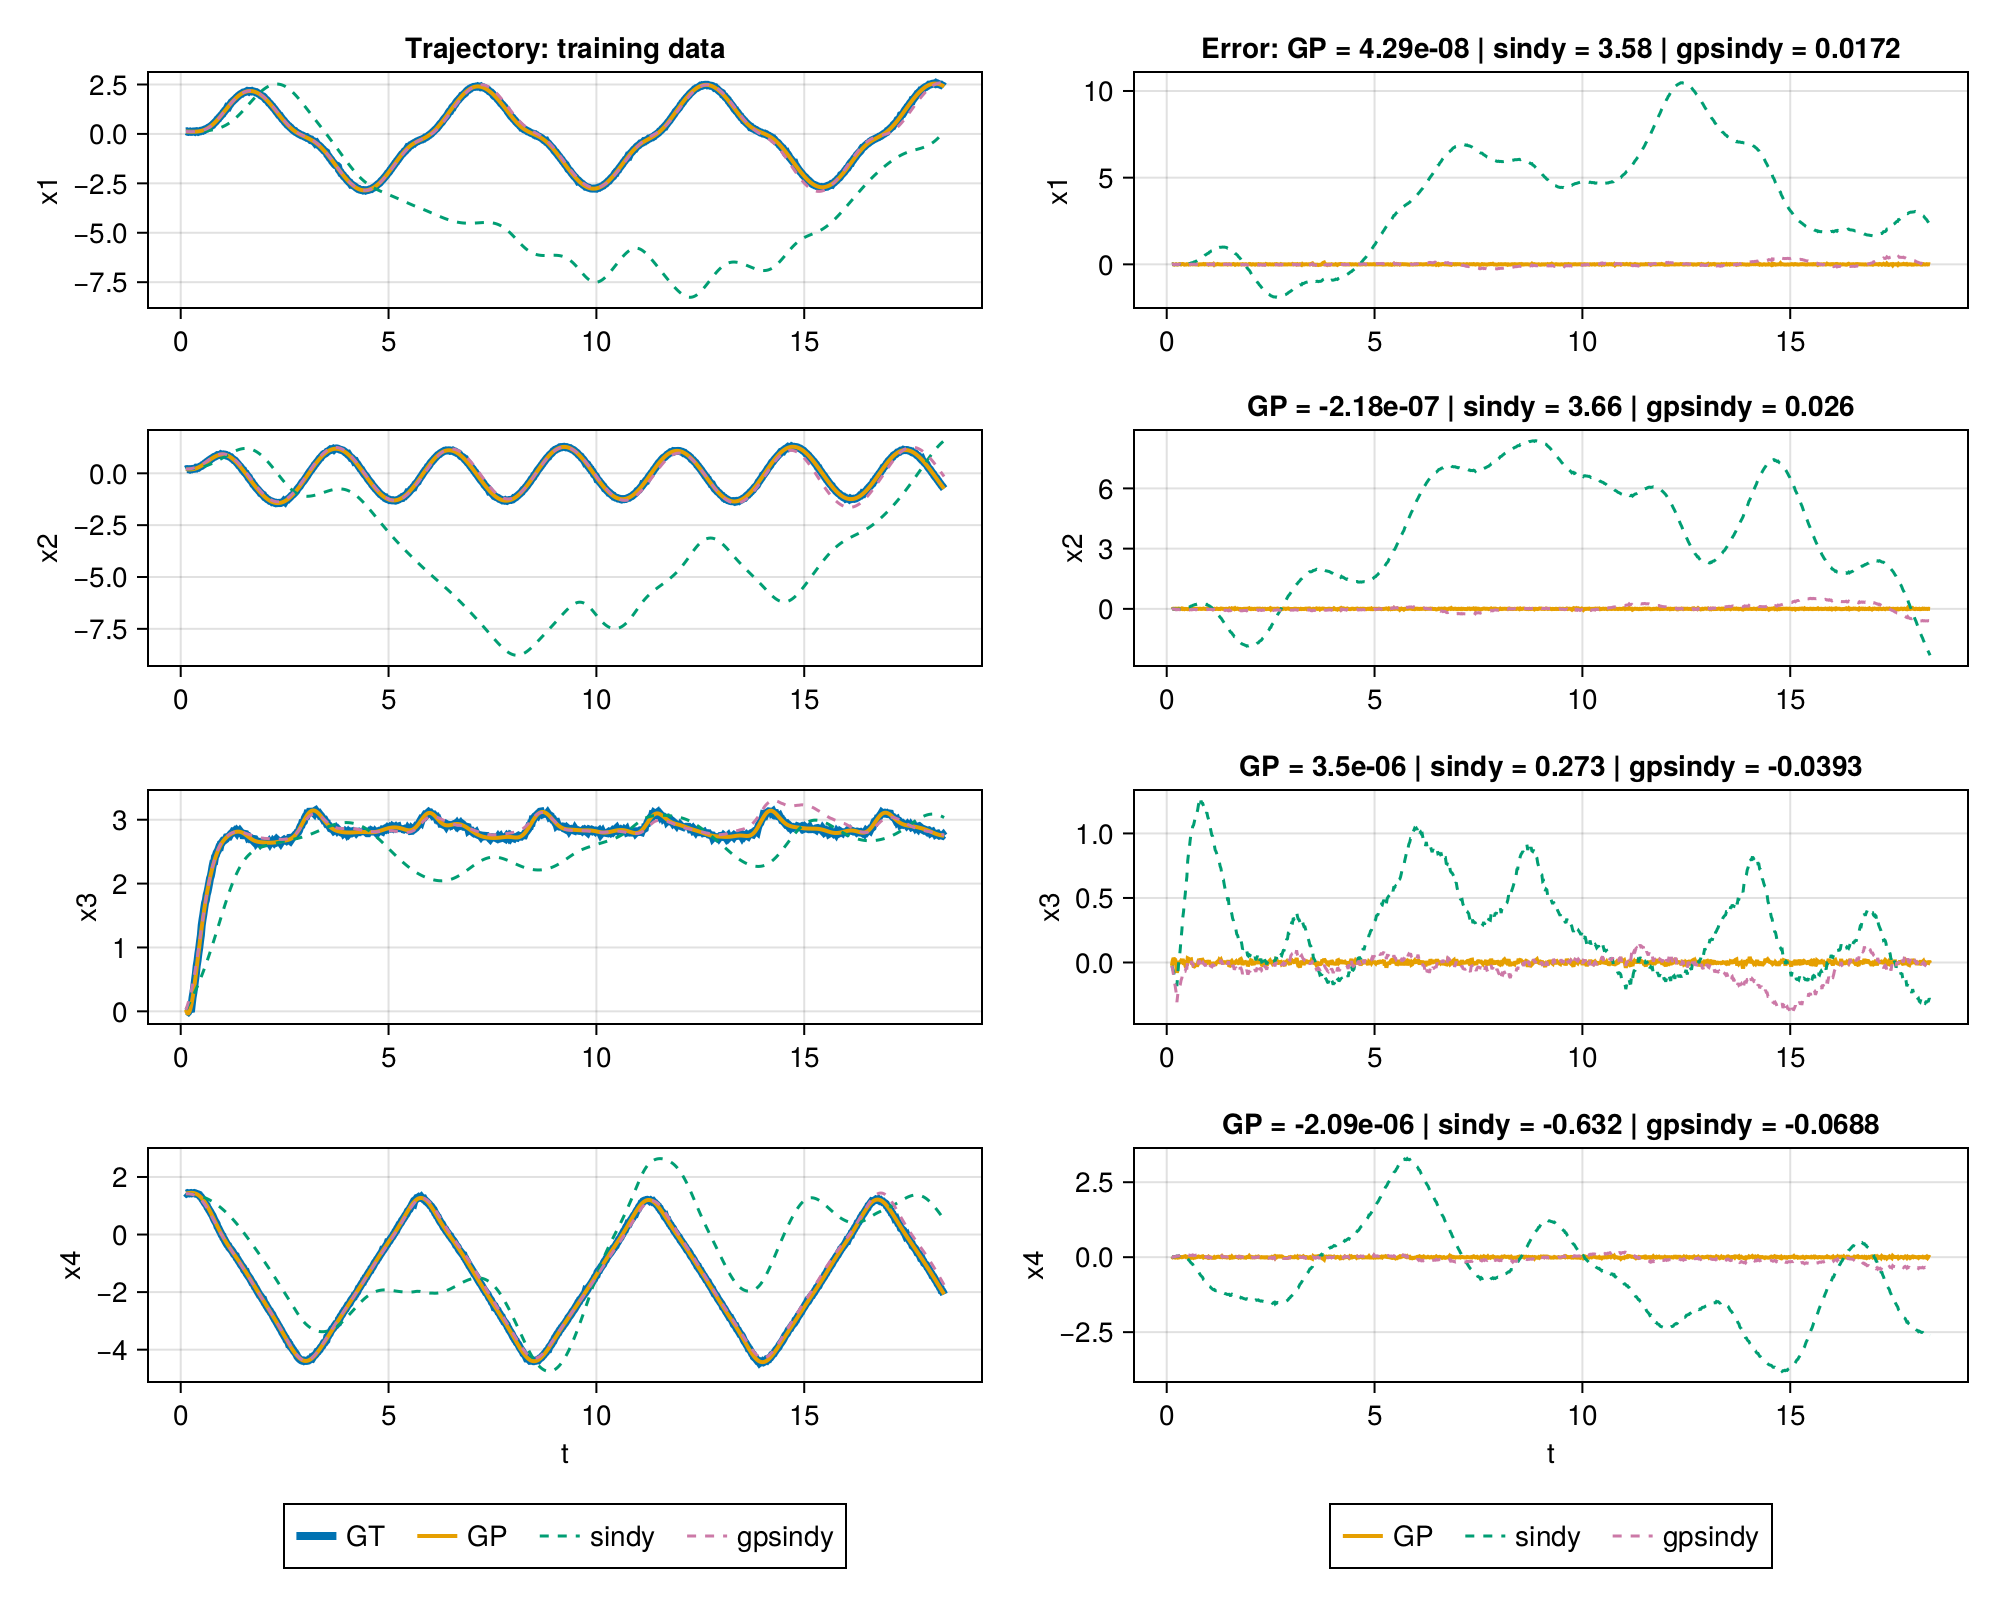 Trajectory: training data
2.5
0.0
−2.5
−5.0
−7.5
x1
0 5 10 15
Error: GP = 4.29e-08 | sindy = 3.58 | gpsindy = 0.0172
10
5
0
x1
0 5 10 15
0.0
−2.5
−5.0
−7.5
x2
0 5 10 15
GP = -2.18e-07 | sindy = 3.66 | gpsindy = 0.026
6
3
0
x2
0 5 10 15
3
2
1
0
x3
0 5 10 15
GP = 3.5e-06 | sindy = 0.273 | gpsindy = -0.0393
1.0
0.5
0.0
x3
0 5 10 15
2
0
−2
−4
x4
0 5 10 15
t
GP = -2.09e-06 | sindy = -0.632 | gpsindy = -0.0688
2.5
0.0
−2.5
x4
0 5 10 15
t
GT GP sindy gpsindy
GP sindy gpsindy